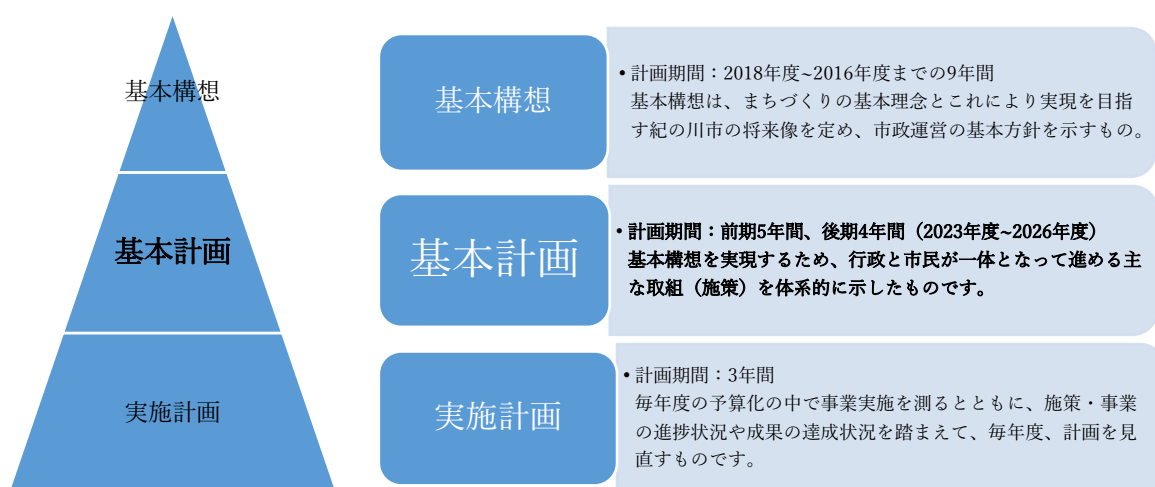 基本構想
基本計画
実施計画
基本構想
•計画期間：2018年度~2016年度までの9年間
基本構想は、まちづくりの基本理念とこれにより実現を目指
す紀の川市の将来像を定め、市政運営の基本方針を示すもの。
基本計画
•計画期間：前期5年間、後期4年間（2023年度~2026年度）
基本構想を実現するため、行政と市民が一体となって進める主
な取組（施策）を体系的に示したものです。
実施計画
•計画期間：3年間
毎年度の予算化の中で事業実施を測るとともに、施策・事業
の進捗状況や成果の達成状況を踏まえて、毎年度、計画を見
直すものです。